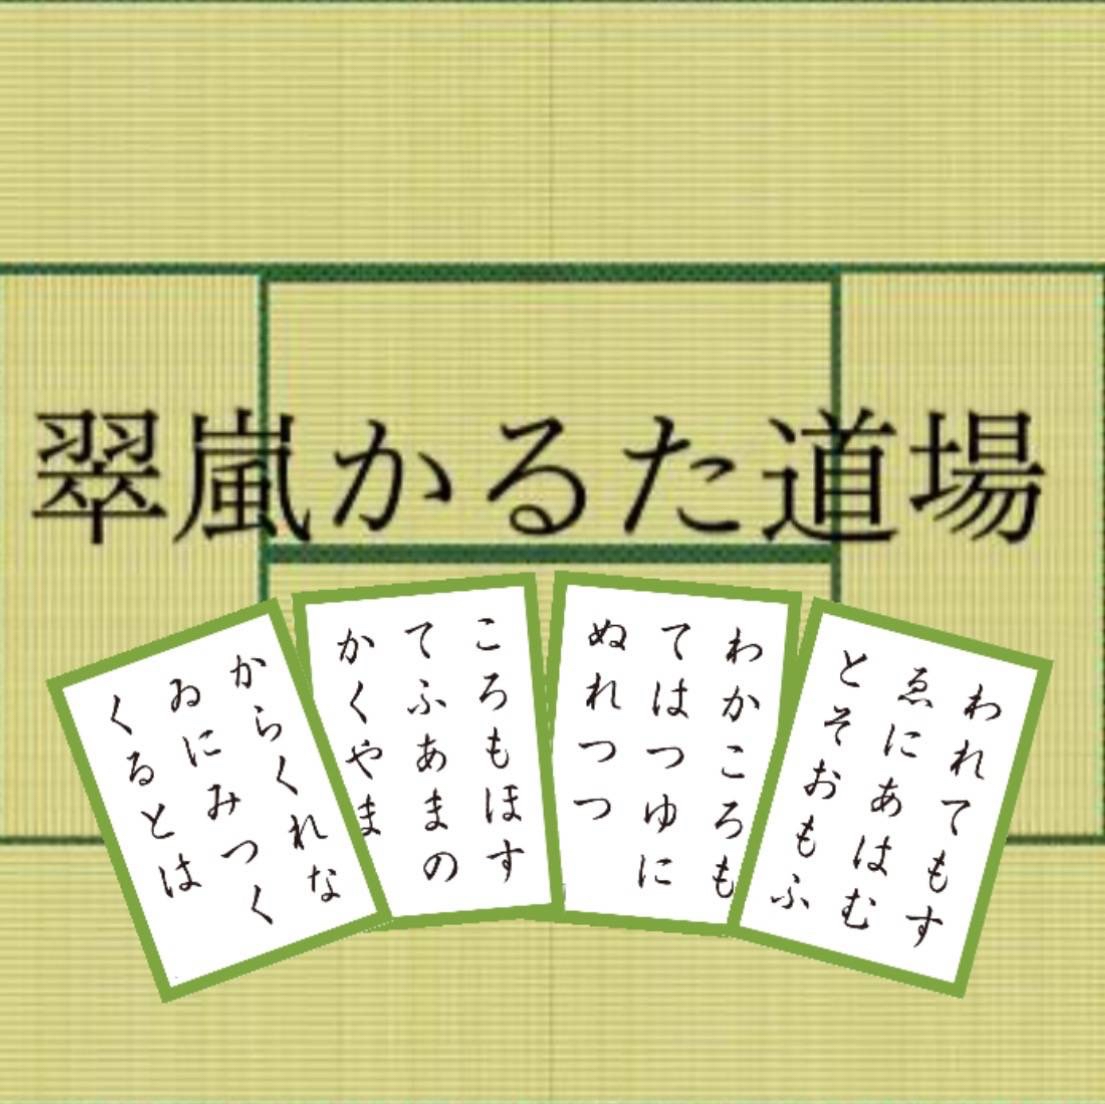 翠嵐かるた道場
からくれな
ゐにみつく
くるとは
ころもほす
てふあまの
かくやま
わかころも
てはつゆに
ぬれつつ
われてもす
ゑにあはむ
とそおもふ